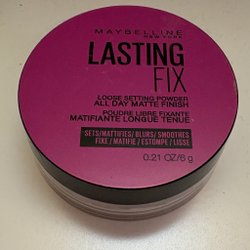 MAYBELLINE
NEW YORK
LASTING
FIX
LOOSE SETTING POWDER
ALL DAY MATTE FINISH
POUDRE LIBRE FIXANTE
MATIFIANTE LONGUE TENUE
SETS/MATTIFIES/ BLURS/ SMOOTHES
FIXE / MATIFIE / ESTOMPE / LISSE
0.21 OZ/6 g